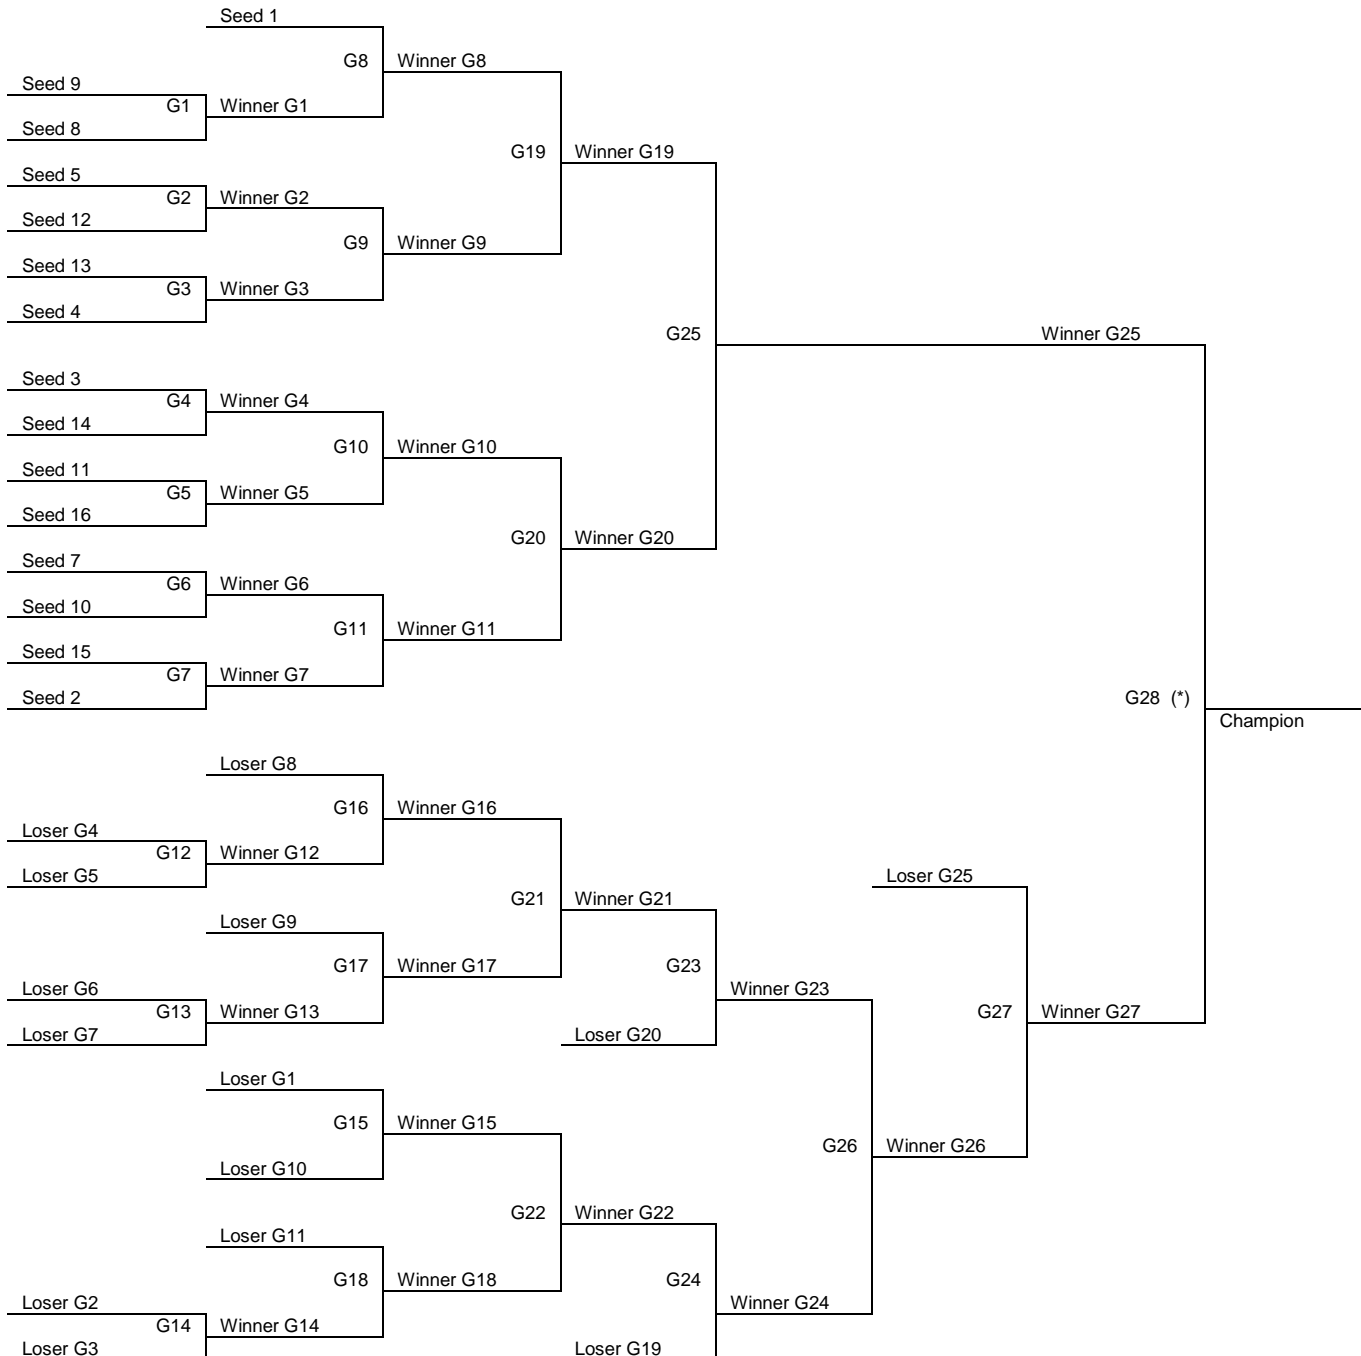 Seed 1
G8 Winner G8
Seed 9
G1 Winner G1
Seed 8
G19 Winner G19
Seed 5
G2 Winner G2
Seed 12
G9 Winner G9
Seed 13
G3 Winner G3
Seed 4
G25 Winner G25
Seed 3
G4 Winner G4
Seed 14
G10 Winner G10
Seed 11
G5 Winner G5
Seed 16
G20 Winner G20
Seed 7
G6 Winner G6
Seed 10
G11 Winner G11
Seed 15
G7 Winner G7
Seed 2
G28 (*)
Champion
Loser G8
G16 Winner G16
Loser G4
G12 Winner G12
Loser G5
Loser G25
G21 Winner G21
Loser G9
G17 Winner G17
G23
Loser G6
Winner G23
G13 Winner G13
G27 Winner G27
Loser G7
Loser G20
Loser G1
G15 Winner G15
G26 Winner G26
Loser G10
G22 Winner G22
Loser G11
G18 Winner G18
G24
Loser G2
Winner G24
G14 Winner G14
Loser G3
Loser G19